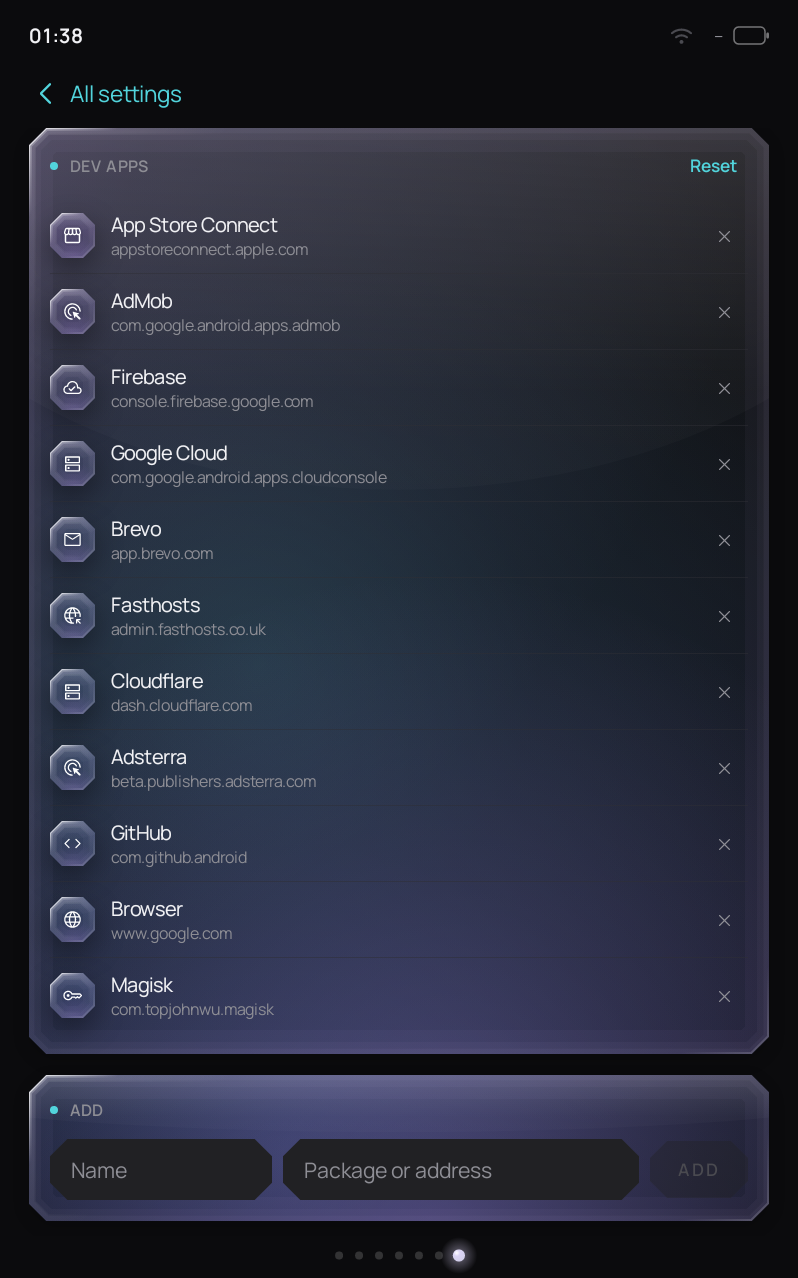 01:38
–
All settings
DEV APPS
Reset
App Store Connect
appstoreconnect.apple.com
AdMob
com.google.android.apps.admob
Firebase
console.firebase.google.com
Google Cloud
com.google.android.apps.cloudconsole
Brevo
app.brevo.com
Fasthosts
admin.fasthosts.co.uk
Cloudflare
dash.cloudflare.com
Adsterra
beta.publishers.adsterra.com
GitHub
com.github.android
Browser
www.google.com
Magisk
com.topjohnwu.magisk
ADD
Name
Package or address
ADD